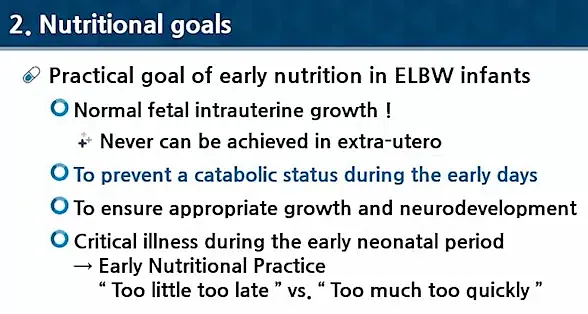 2. Nutritional goals
Practical goal of early nutrition in ELBW infants
Normal fetal intrauterine growth !
Never can be achieved in extra-utero
To prevent a catabolic status during the early days
To ensure appropriate growth and neurodevelopment
Critical illness during the early neonatal period
→ Early Nutritional Practice
“ Too little too late ” vs. “ Too much too quickly ”